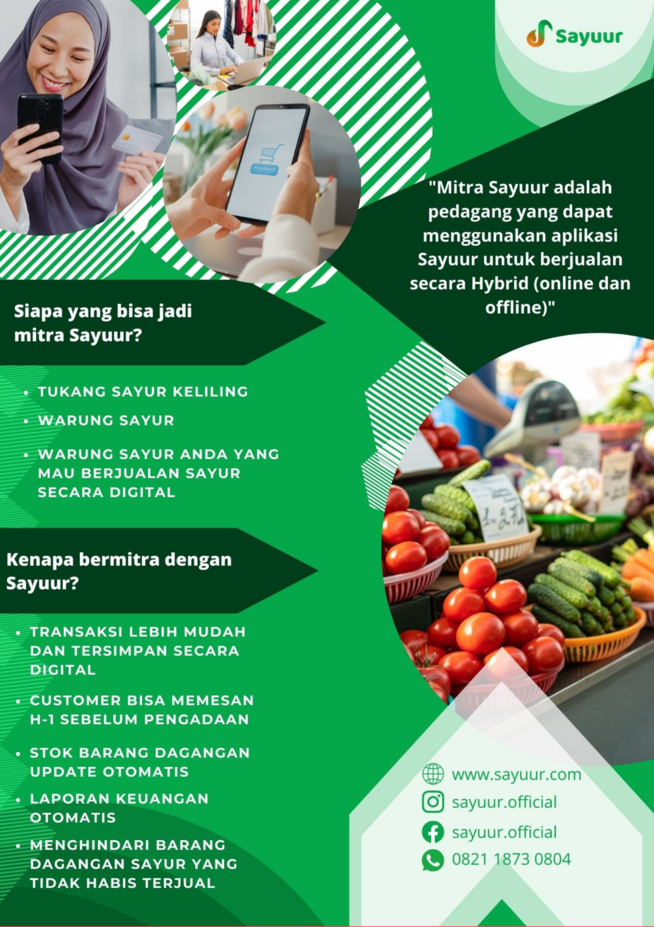 Sayuur
"Mitra Sayuur adalah
pedagang yang dapat
menggunakan aplikasi
Sayuur untuk berjualan
secara Hybrid (online dan
offline)"
Siapa yang bisa jadi
mitra Sayuur?
• TUKANG SAYUR KELILING
• WARUNG SAYUR
• WARUNG SAYUR ANDA YANG
MAU BERJUALAN SAYUR
SECARA DIGITAL
Kenapa bermitra dengan
Sayuur?
• TRANSAKSI LEBIH MUDAH
DAN TERSIMPAN SECARA
DIGITAL
• CUSTOMER BISA MEMESAN
H-1 SEBELUM PENGADAAN
• STOK BARANG DAGANGAN
UPDATE OTOMATIS
• LAPORAN KEUANGAN
OTOMATIS
• MENGHINDARI BARANG
DAGANGAN SAYUR YANG
TIDAK HABIS TERJUAL
www.sayuur.com
sayuur.official
sayuur.official
0821 1873 0804